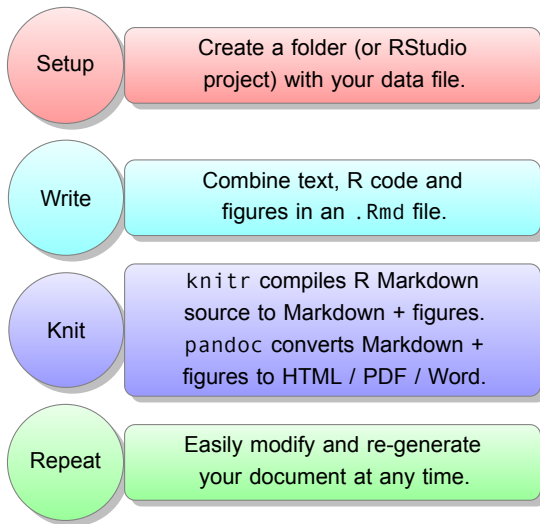 Setup
Create a folder (or RStudio
project) with your data file.
Write
Combine text, R code and
figures in an .Rmd file.
Knit
knitr compiles R Markdown
source to Markdown + figures.
pandoc converts Markdown +
figures to HTML / PDF / Word.
Repeat
Easily modify and re-generate
your document at any time.